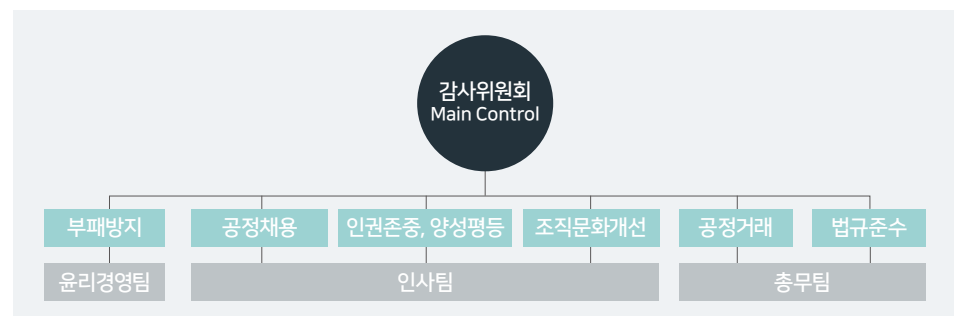 감사위원회
Main Control
부패방지
공정채용
인권존중, 양성평등
조직문화개선
공정거래
법규준수
윤리경영팀
인사팀
총무팀